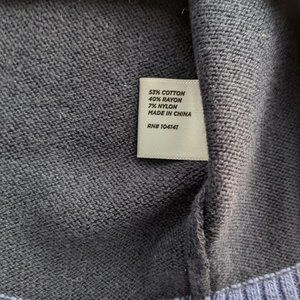 53% COTTON
40% RAYON
7% NYLON
MADE IN CHINA
RN# 104141